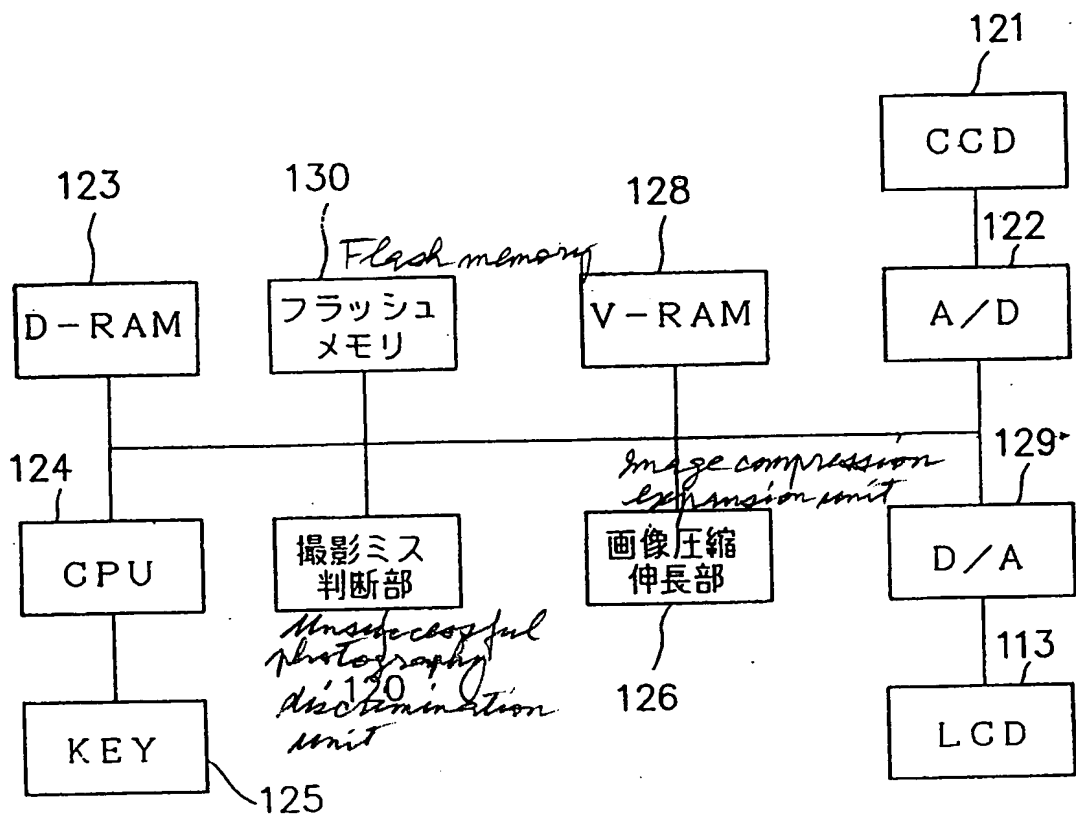 121
CCD
123
130
128
122
Flash memory
D-RAM
フラッシュ
メモリ
V-RAM
A/D
124
Image compression
expansion unit
129
CPU
撮影ミス
判断部
画像圧縮
伸長部
D/A
Unsuccessful
photography
discrimination
unit
120
126
113
KEY
125
LCD